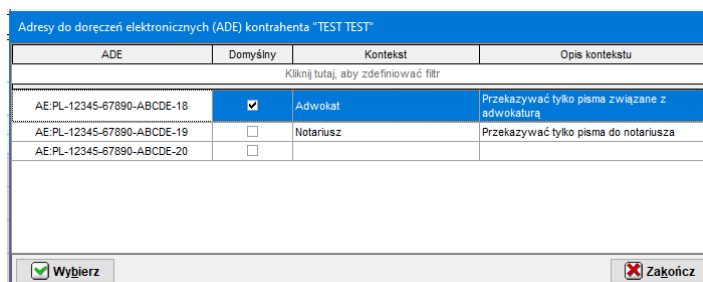 Adresy do doręczeń elektronicznych (ADE) kontrahenta "TEST TEST"
ADE Domyślny Kontekst Opis kontekstu
Kliknij tutaj, aby zdefiniować filtr
AE:PL-12345-67890-ABCDE-18 Adwokat Przekazywać tylko pisma związane z
adwokaturą
AE:PL-12345-67890-ABCDE-19 Notariusz Przekazywać tylko pisma do notariusza
AE:PL-12345-67890-ABCDE-20
Wybierz Zakończ